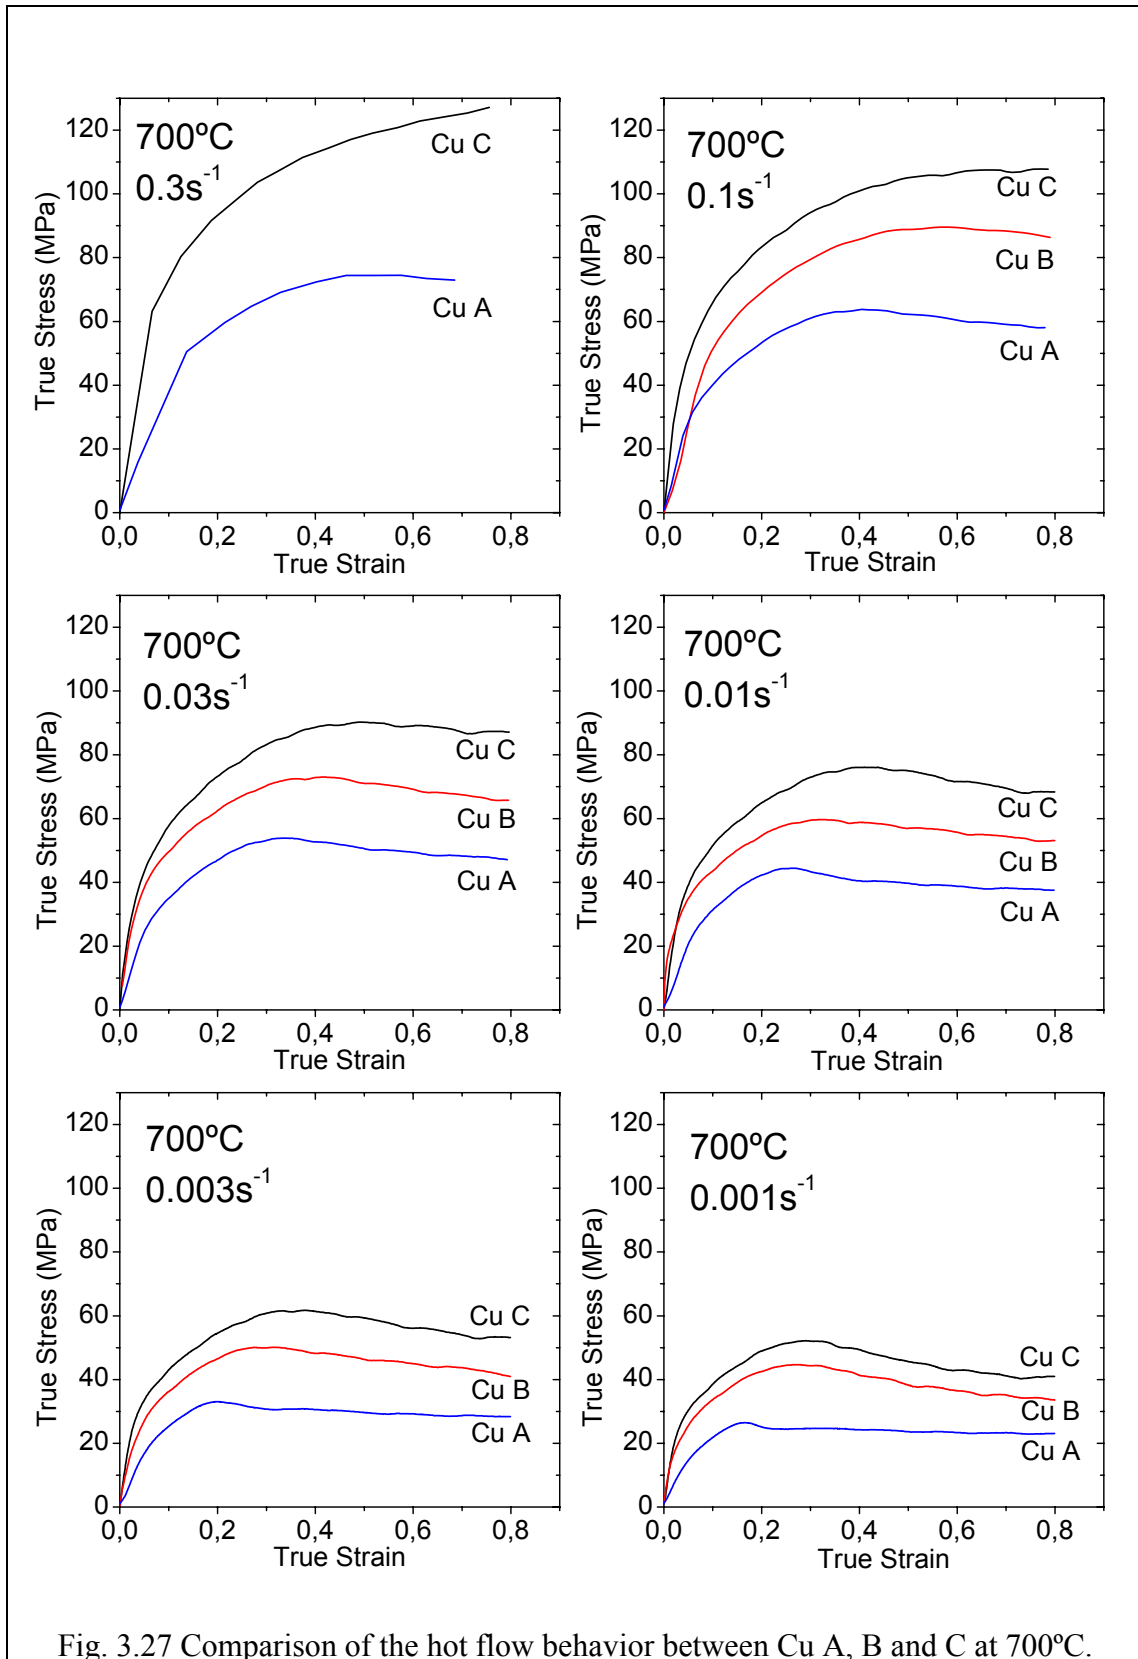 120
100
80
60
40
20
0
True Stress (MPa)
700ºC
0.3s⁻¹
Cu C
Cu A
0,0 0,2 0,4 0,6 0,8
True Strain
120
100
80
60
40
20
0
True Stress (MPa)
700ºC
0.1s⁻¹
Cu C
Cu B
Cu A
0,0 0,2 0,4 0,6 0,8
True Strain
120
100
80
60
40
20
0
True Stress (MPa)
700ºC
0.03s⁻¹
Cu C
Cu B
Cu A
0,0 0,2 0,4 0,6 0,8
True Strain
120
100
80
60
40
20
0
True Stress (MPa)
700ºC
0.01s⁻¹
Cu C
Cu B
Cu A
0,0 0,2 0,4 0,6 0,8
True Strain
120
100
80
60
40
20
0
True Stress (MPa)
700ºC
0.003s⁻¹
Cu C
Cu B
Cu A
0,0 0,2 0,4 0,6 0,8
True Strain
120
100
80
60
40
20
0
True Stress (MPa)
700ºC
0.001s⁻¹
Cu C
Cu B
Cu A
0,0 0,2 0,4 0,6 0,8
True Strain
Fig. 3.27 Comparison of the hot flow behavior between Cu A, B and C at 700ºC.